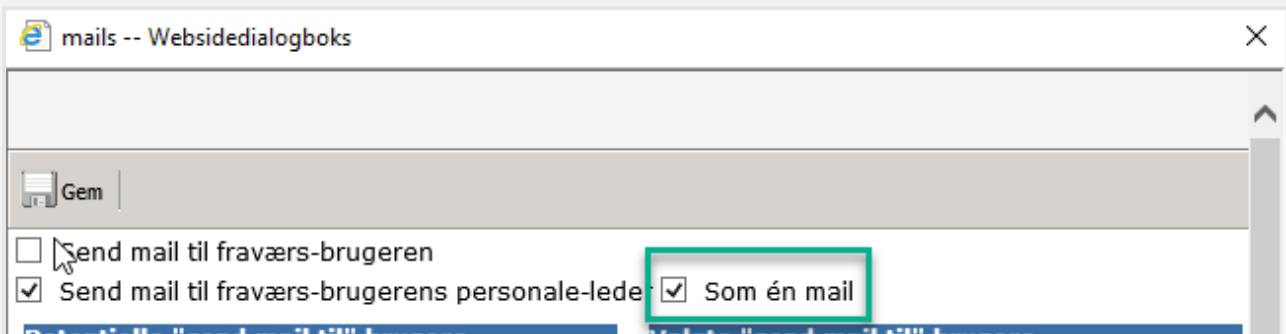 mails -- Websidedialogboks
Gem
Send mail til fraværs-brugeren
Send mail til fraværs-brugerens personale-leder Som én mail